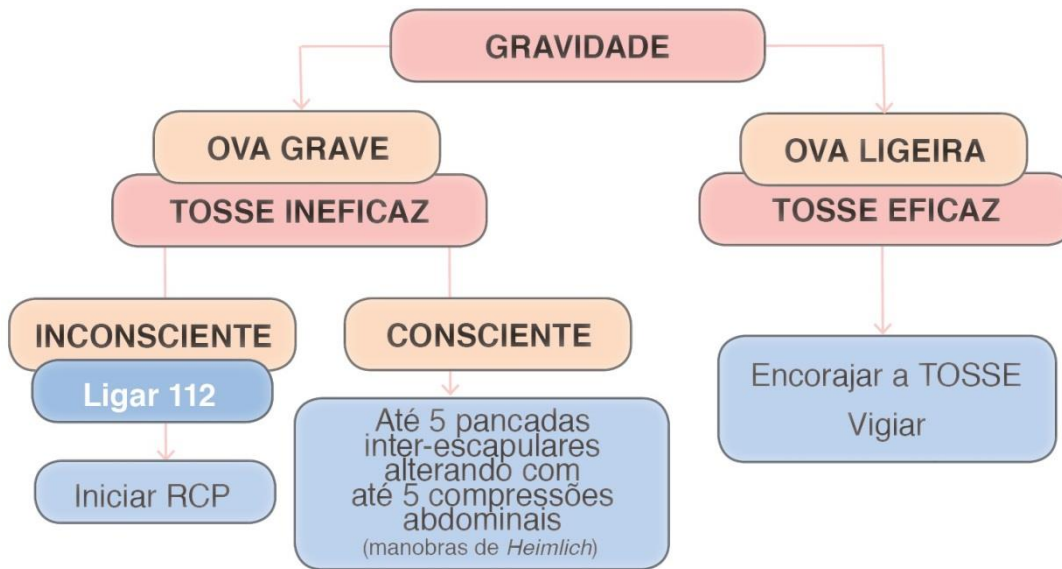 GRAVIDADE
OVA GRAVE
TOSSE INEFICAZ
OVA LIGEIRA
TOSSE EFICAZ
INCONSCIENTE
Ligar 112
Iniciar RCP
CONSCIENTE
Até 5 pancadas
inter-escapulares
alterando com
até 5 compressões
abdominais
(manobras de Heimlich)
Encorajar a TOSSE
Vigiar